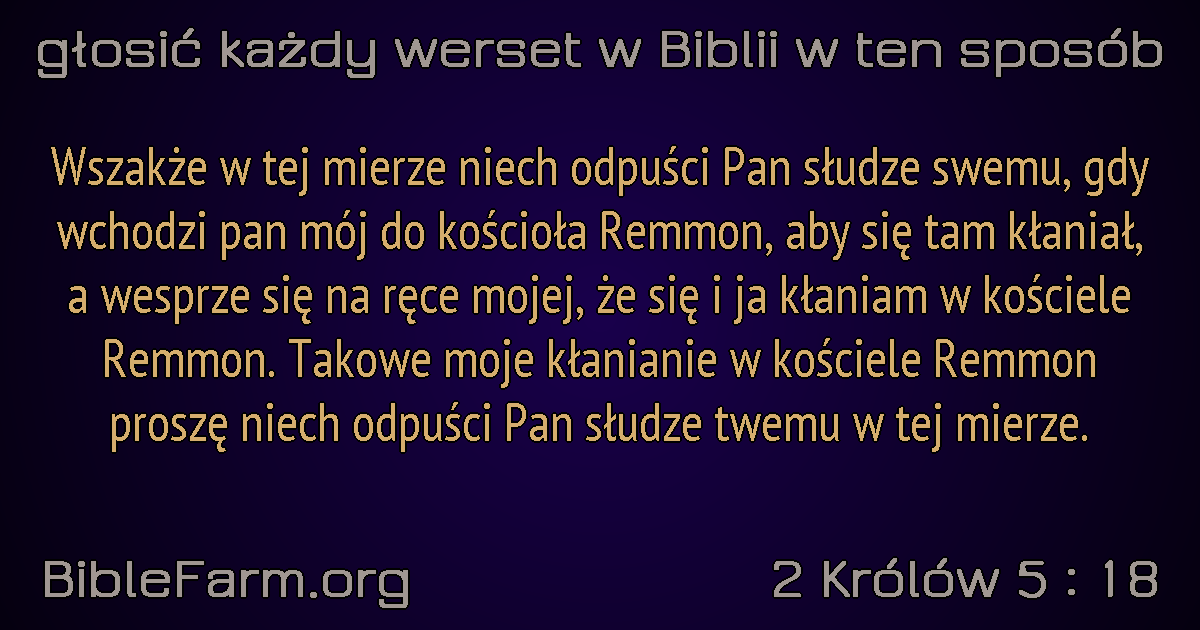 głosić każdy werset w Biblii w ten sposób
Wszakże w tej mierze niech odpuści Pan słudze swemu, gdy
wchodzi pan mój do kościoła Remmon, aby się tam kłaniał,
a wesprze się na ręce mojej, że się i ja kłaniam w kościele
Remmon. Takowe moje kłanianie w kościele Remmon
proszę niech odpuści Pan słudze twemu w tej mierze.
BibleFarm.org
2 Królów 5 : 18